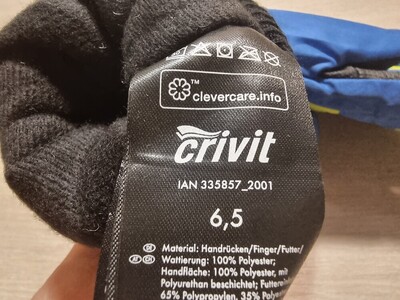 ™
clevercare.info
crivit
IAN 335857_2001
6,5
Material: Handrücken/Finger/Futter/
Wattierung: 100% Polyester;
Handfläche: 100% Polyester, mit
Polyurethan beschichtet; Futter/
65% Polypropylen, 35% Polyester